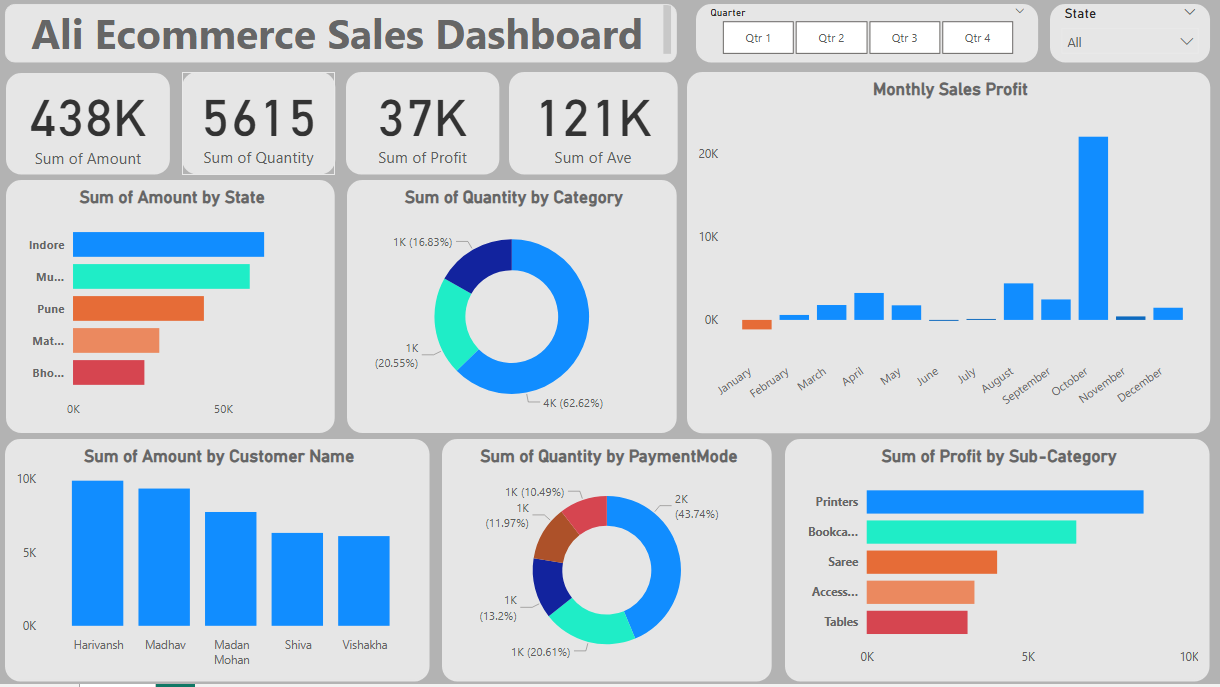 Ali Ecommerce Sales Dashboard
Quarter
Qtr 1
Qtr 2
Qtr 3
Qtr 4
State
All
438K
Sum of Amount
5615
Sum of Quantity
37K
Sum of Profit
121K
Sum of Ave
Monthly Sales Profit
20K
10K
0K
January
February
March
April
May
June
July
August
September
October
November
December
Sum of Amount by State
Indore
Mu...
Pune
Mat...
Bho...
0K
50K
Sum of Quantity by Category
1K (16.83%)
1K
(20.55%)
4K (62.62%)
Sum of Amount by Customer Name
10K
5K
0K
Harivansh
Madhav
Madan
Mohan
Shiva
Vishakha
Sum of Quantity by PaymentMode
1K (10.49%)
1K
(11.97%)
1K
(13.2%)
1K (20.61%)
2K
(43.74%)
Sum of Profit by Sub-Category
Printers
Bookca...
Saree
Access...
Tables
0K
5K
10K